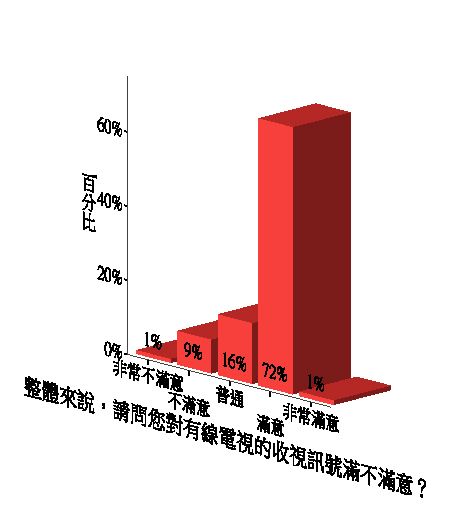 60%
40%
20%
0%
百分比
1%
9%
16%
72%
1%
非常不滿意
不滿意
普通
滿意
非常滿意
整體來說，請問您對有線電視的收視訊號滿不滿意？